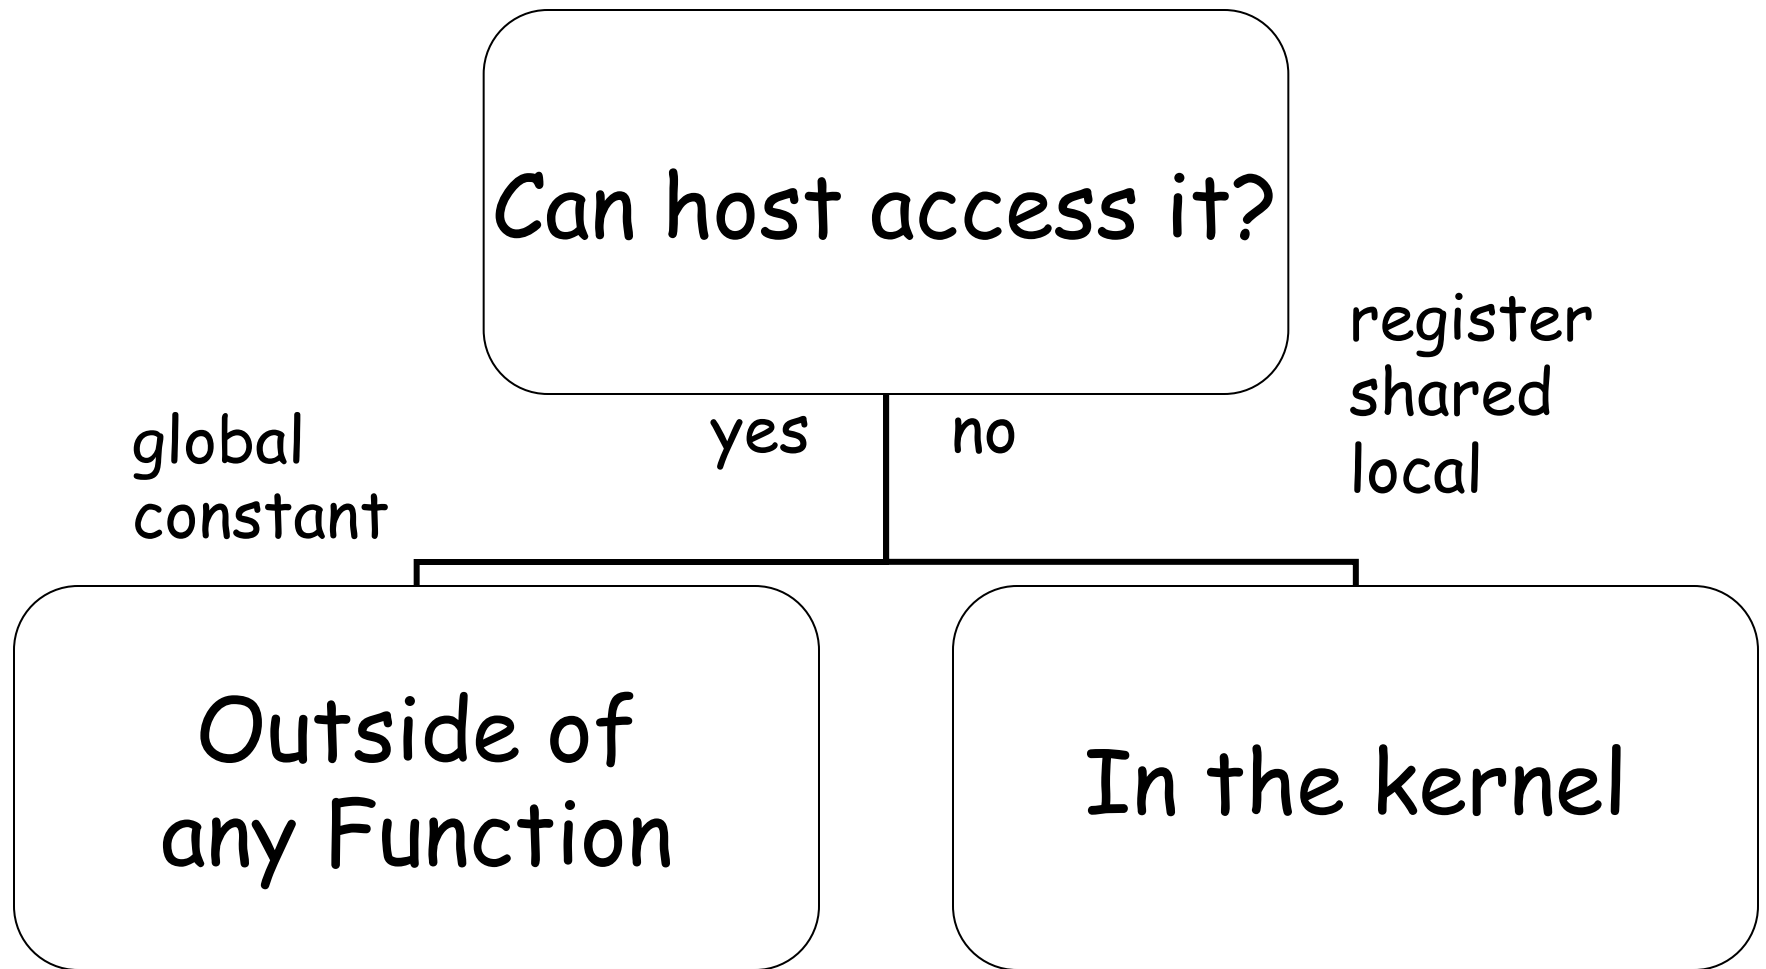 Can host access it?
yes
no
global
constant
register
shared
local
Outside of
any Function
In the kernel